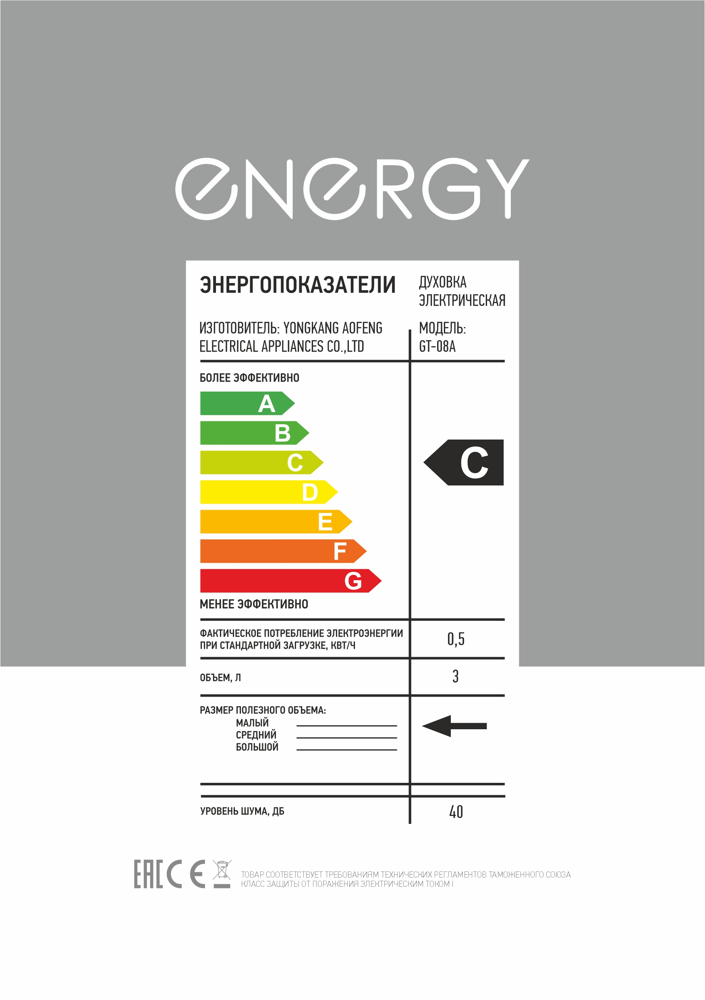 eNeRGY
ЭНЕРГОПОКАЗАТЕЛИ
ДУХОВКА
ЭЛЕКТРИЧЕСКАЯ
ИЗГОТОВИТЕЛЬ: YONGKANG AOFENG
ELECTRICAL APPLIANCES CO.,LTD
МОДЕЛЬ:
GT-08A
БОЛЕЕ ЭФФЕКТИВНО
A
B
C
C
D
E
F
G
МЕНЕЕ ЭФФЕКТИВНО
ФАКТИЧЕСКОЕ ПОТРЕБЛЕНИЕ ЭЛЕКТРОЭНЕРГИИ
ПРИ СТАНДАРТНОЙ ЗАГРУЗКЕ, КВТ/Ч
0,5
ОБЪЕМ, Л
3
РАЗМЕР ПОЛЕЗНОГО ОБЪЕМА:
МАЛЫЙ
СРЕДНИЙ
БОЛЬШОЙ
УРОВЕНЬ ШУМА, ДБ
40
EAC CE
ТОВАР СООТВЕТСТВУЕТ ТРЕБОВАНИЯМ ТЕХНИЧЕСКИХ РЕГЛАМЕНТОВ ТАМОЖЕННОГО СОЮЗА
КЛАСС ЗАЩИТЫ ОТ ПОРАЖЕНИЯ ЭЛЕКТРИЧЕСКИМ ТОКОМ I